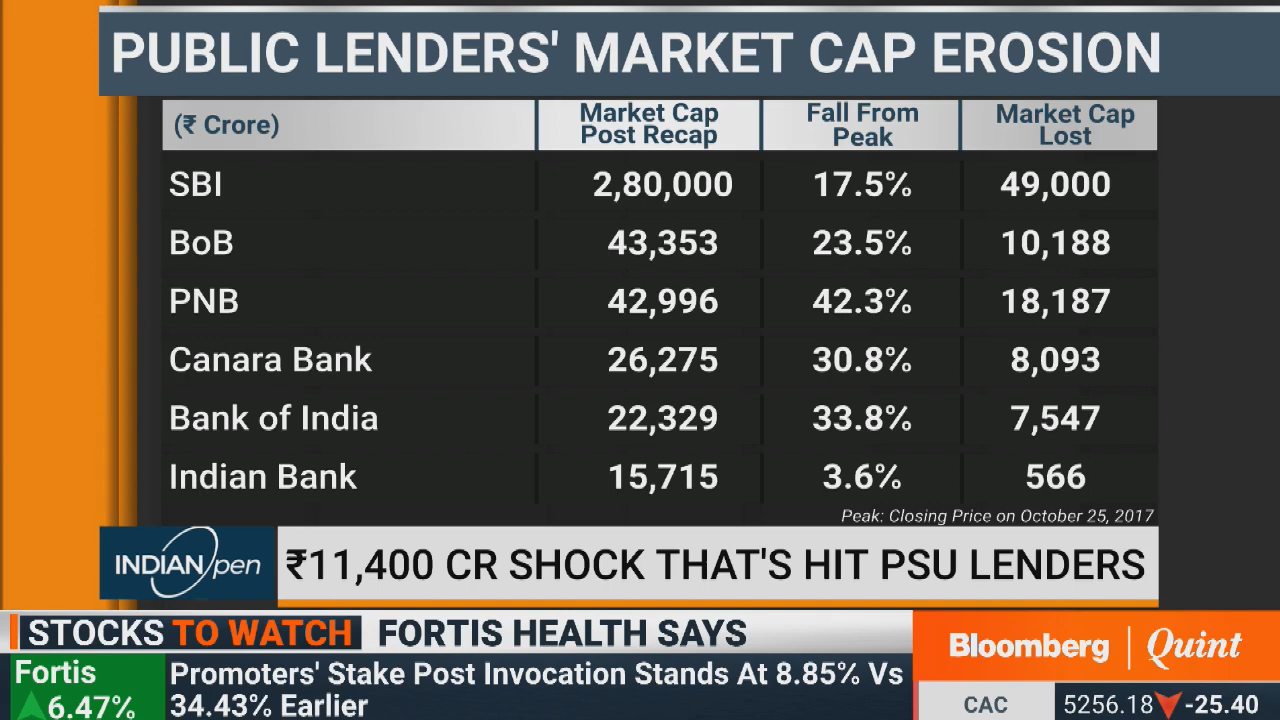 PUBLIC LENDERS' MARKET CAP EROSION
(₹ Crore) Market Cap Post Recap Fall From Peak Market Cap Lost
SBI 2,80,000 17.5% 49,000
BoB 43,353 23.5% 10,188
PNB 42,996 42.3% 18,187
Canara Bank 26,275 30.8% 8,093
Bank of India 22,329 33.8% 7,547
Indian Bank 15,715 3.6% 566
Peak: Closing Price on October 25, 2017
INDIAN Open ₹11,400 CR SHOCK THAT'S HIT PSU LENDERS
STOCKS TO WATCH FORTIS HEALTH SAYS
Fortis 6.47% Promoters' Stake Post Invocation Stands At 8.85% Vs
34.43% Earlier
Bloomberg | Quint
CAC 5256.18 -25.40